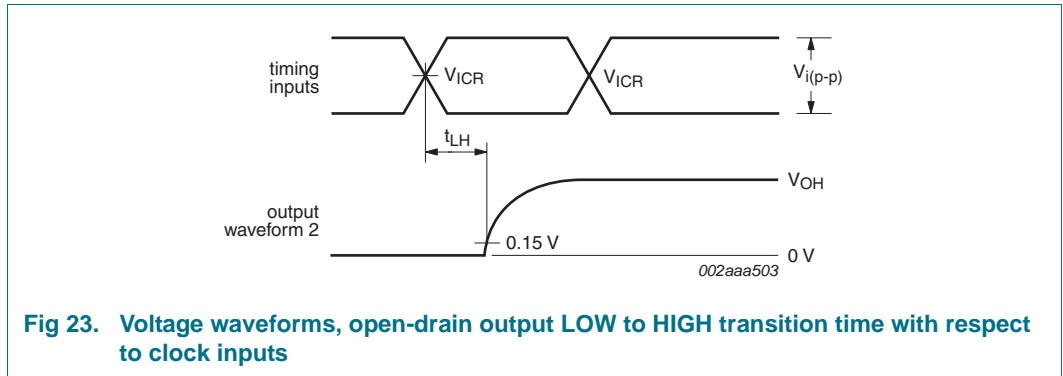 timing
inputs
VICR
VICR
Vi(p-p)
tLH
VOH
output
waveform 2
0.15 V
0 V
002aaa503
Fig 23. Voltage waveforms, open-drain output LOW to HIGH transition time with respect
to clock inputs